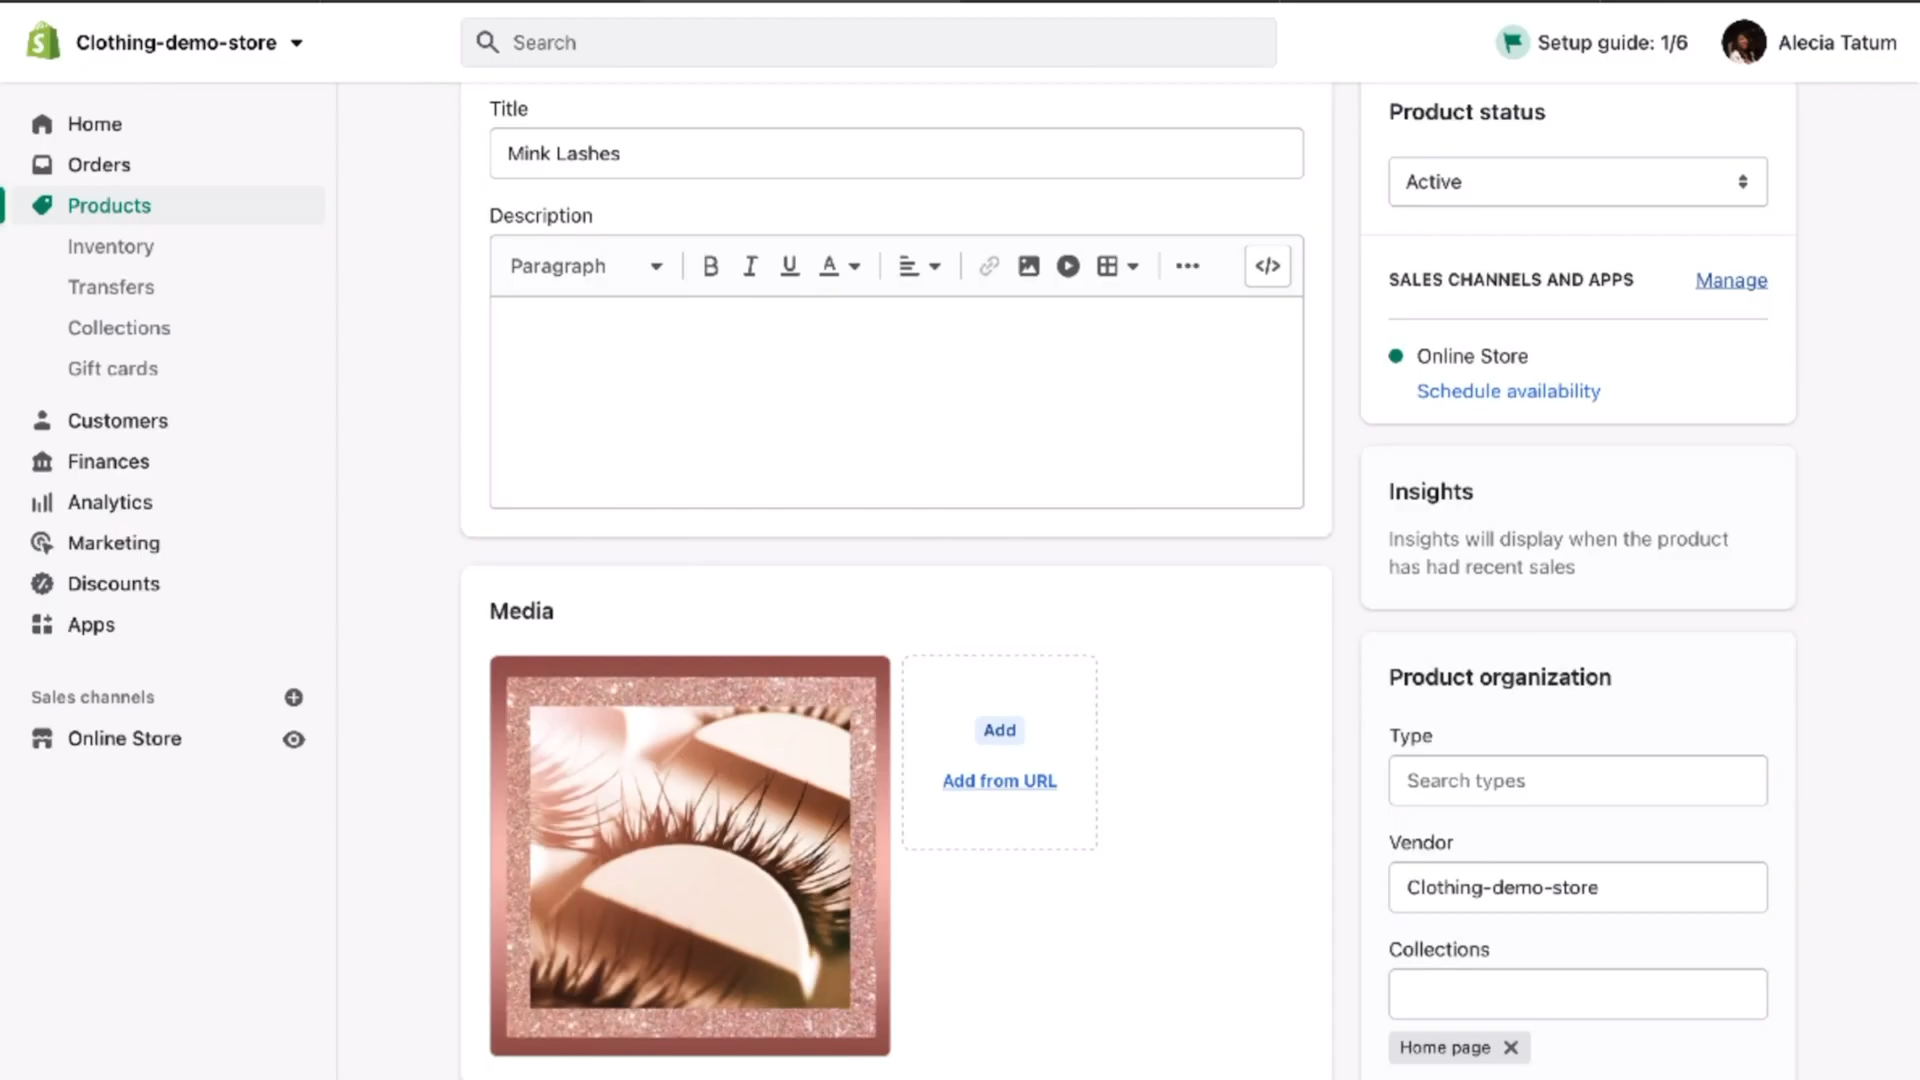 Clothing-demo-store
Search
Setup guide: 1/6
Alecia Tatum
Home
Orders
Products
Inventory
Transfers
Collections
Gift cards
Customers
Finances
Analytics
Marketing
Discounts
Apps
Sales channels
Online Store
Title
Mink Lashes
Description
Paragraph
B I U A
Media
Add
Add from URL
Product status
Active
SALES CHANNELS AND APPS
Manage
Online Store
Schedule availability
Insights
Insights will display when the product
has had recent sales
Product organization
Type
Search types
Vendor
Clothing-demo-store
Collections
Home page